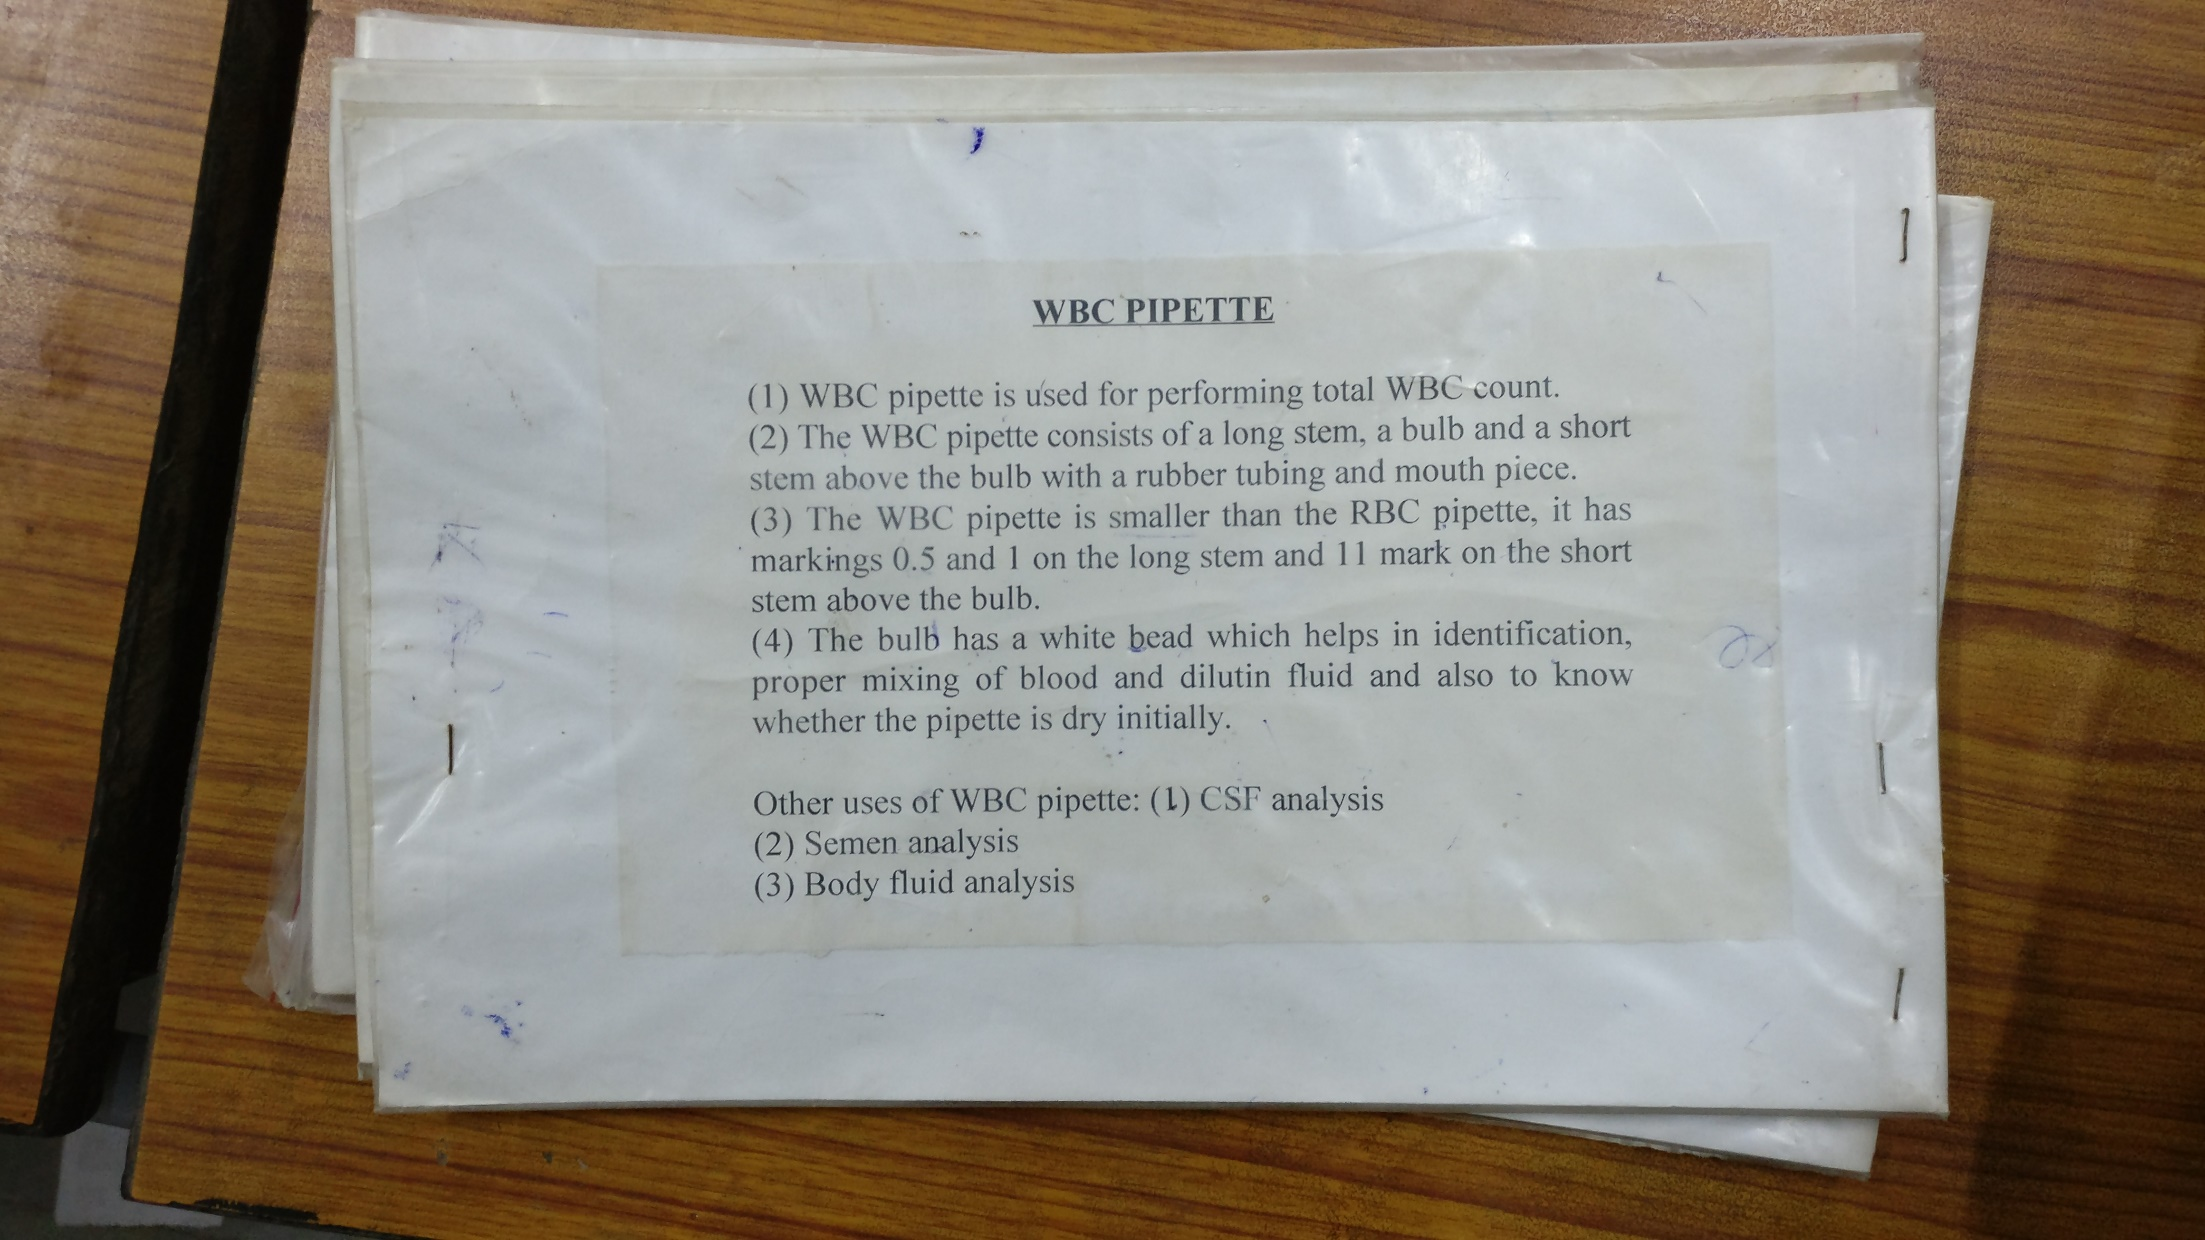 WBC PIPETTE
(1) WBC pipette is used for performing total WBC count.
(2) The WBC pipette consists of a long stem, a bulb and a short
stem above the bulb with a rubber tubing and mouth piece.
(3) The WBC pipette is smaller than the RBC pipette, it has
markings 0.5 and 1 on the long stem and 11 mark on the short
stem above the bulb.
(4) The bulb has a white bead which helps in identification,
proper mixing of blood and dilutin fluid and also to know
whether the pipette is dry initially.
Other uses of WBC pipette: (1) CSF analysis
(2) Semen analysis
(3) Body fluid analysis